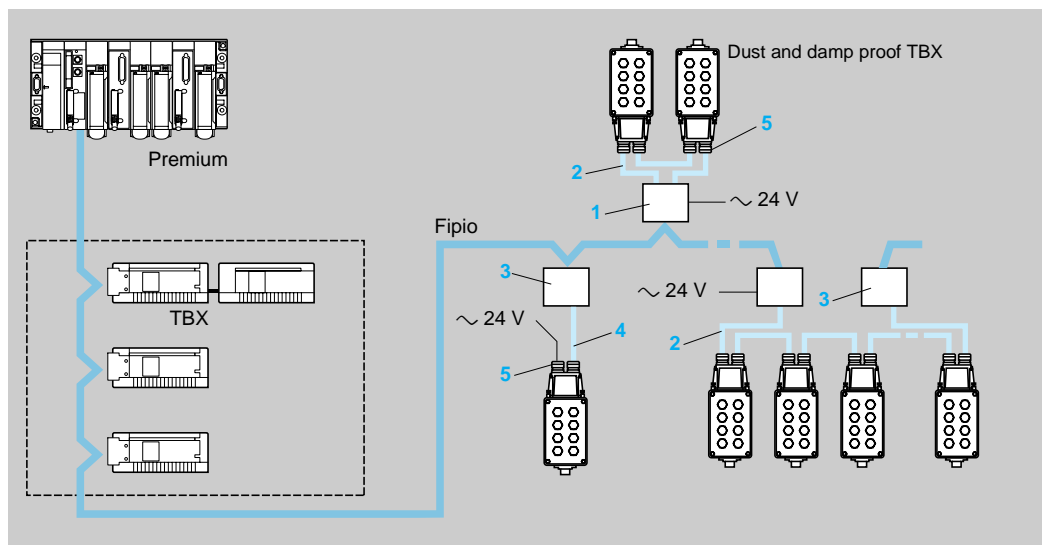 Dust and damp proof TBX
5
Premium
2
1
∼ 24 V
Fipio
3
∼ 24 V
3
TBX
∼ 24 V
4
2
5